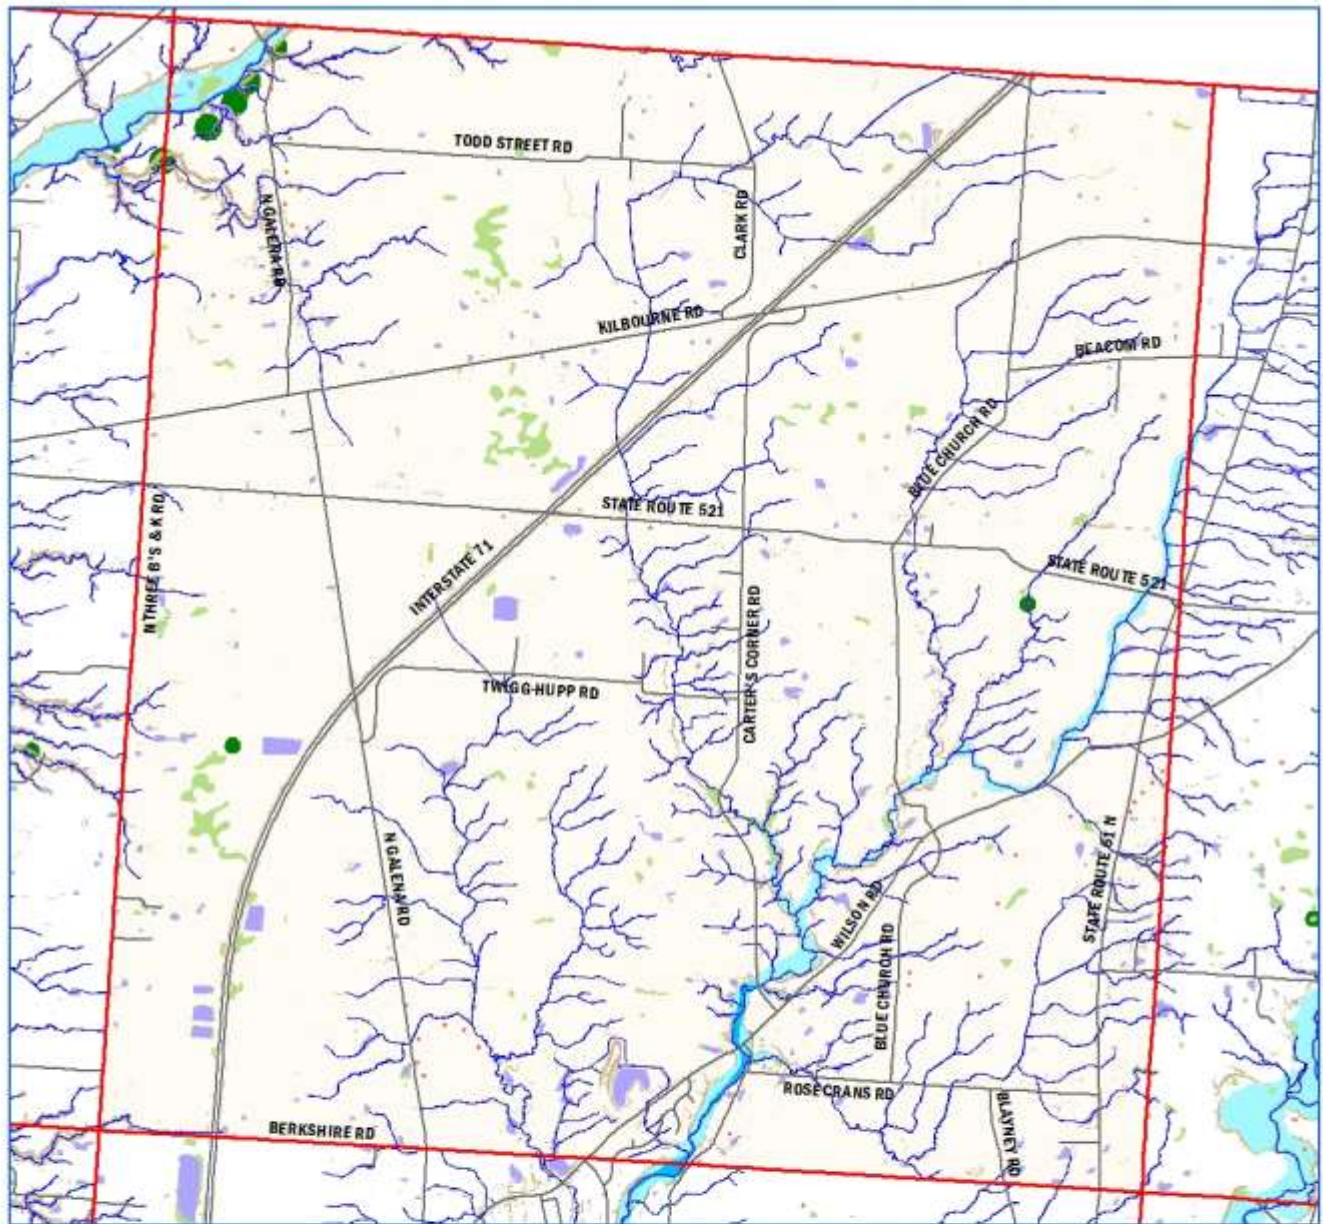 TODD STREET RD
N GALENA RD
CLARK RD
KILBOURNE RD
BEACOM RD
BLUE CHURCH RD
N THREE B'S & K RD
STATE ROUTE 521
INTERSTATE 71
STATE ROUTE 521
CARTER'S CORNER RD
TWIGG-HUPP RD
N GALENA RD
STATE ROUTE 61 N
WILSON RD
BLUE CHURCH RD
ROSECRANS RD
BLAYNEY RD
BERKSHIRE RD